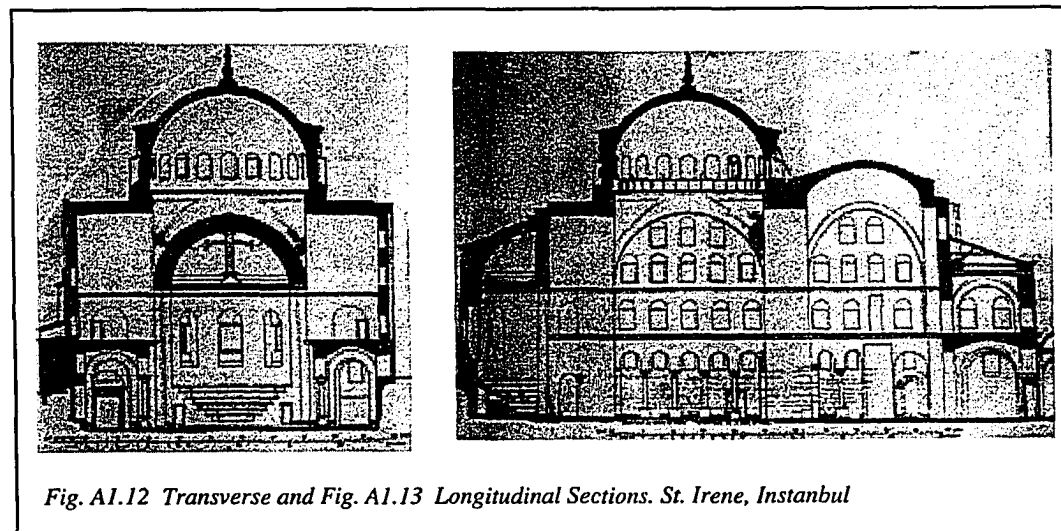 Fig. A1.12 Transverse and Fig. A1.13 Longitudinal Sections. St. Irene, Instanbul